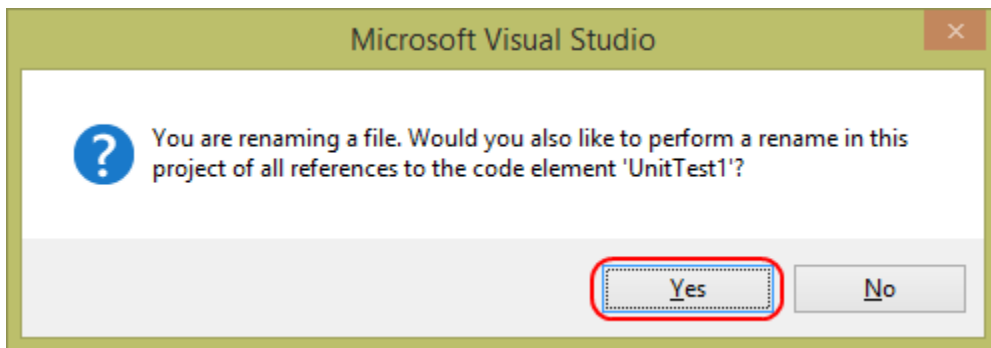 Microsoft Visual Studio
You are renaming a file. Would you also like to perform a rename in this
project of all references to the code element 'UnitTest1'?
Yes
No